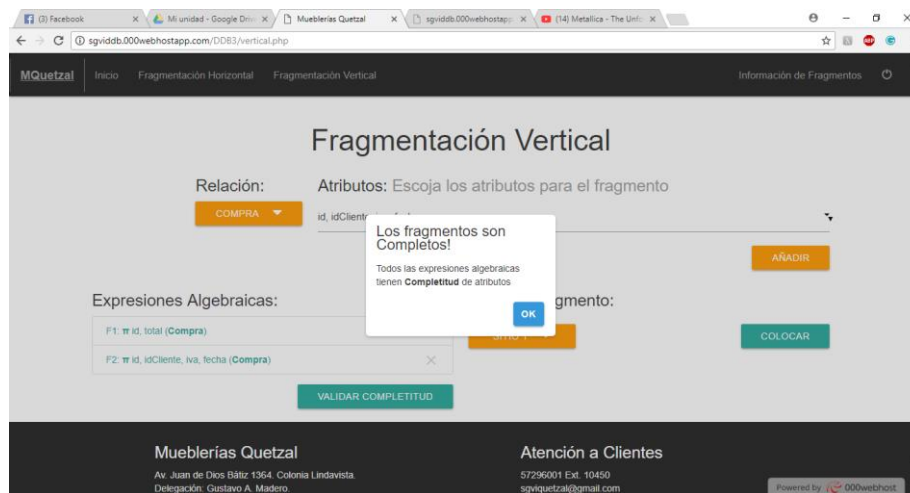 (3) Facebook
Mi unidad - Google Driv
Mueblerías Quetzal
sgviddb.000webhostapp
(14) Metallica - The Unfo
sgviddb.000webhostapp.com/DDB3/vertical.php
MQuetzal Inicio Fragmentación Horizontal Fragmentación Vertical Información de Fragmentos
Fragmentación Vertical
Relación:
Atributos: Escoja los atributos para el fragmento
COMPRA
id, idCliente
Los fragmentos son
Completos!
Todos las expresiones algebraicas
tienen Completitud de atributos
OK
AÑADIR
Expresiones Algebraicas:
gmento:
F1: π id, total (Compra)
F2: π id, idCliente, iva, fecha (Compra)
COLOCAR
VALIDAR COMPLETITUD
Mueblerías Quetzal
Av. Juan de Dios Bátiz 1364. Colonia Lindavista.
Delegación: Gustavo A. Madero.
Atención a Clientes
57296001 Ext. 10450
sgviquetzal@gmail.com
Powered by 000webhost